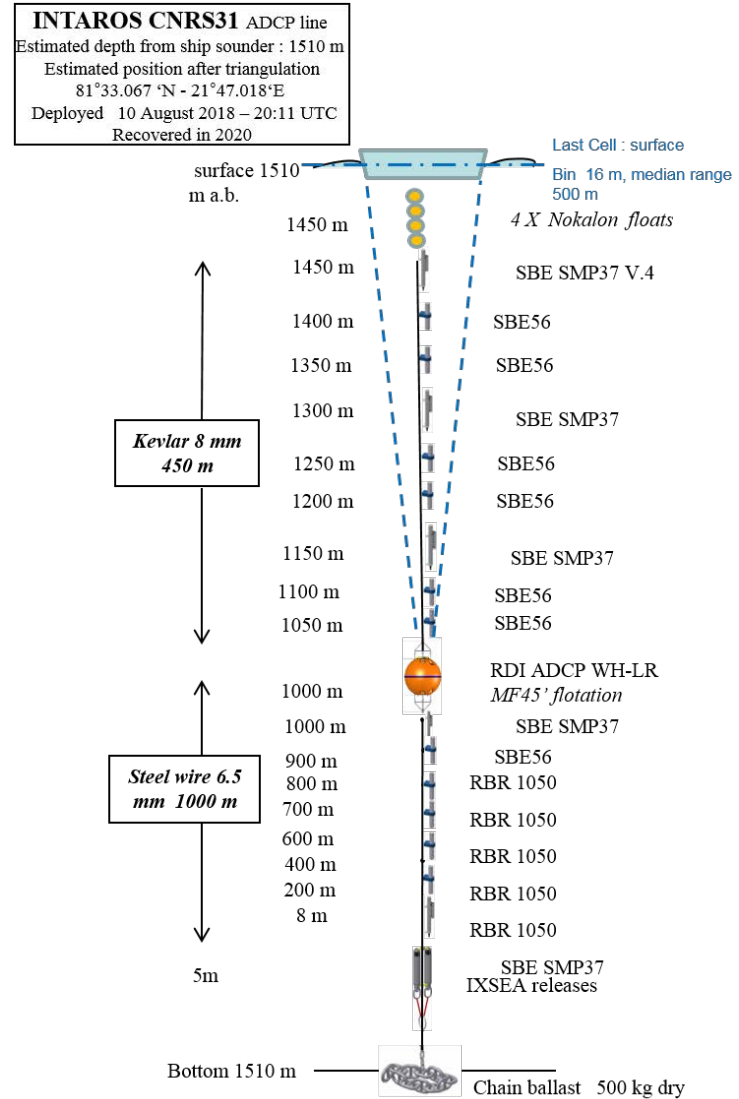 INTAROS CNRS31 ADCP line
Estimated depth from ship sounder : 1510 m
Estimated position after triangulation
81°33.067 ‘N - 21°47.018‘E
Deployed 10 August 2018 – 20:11 UTC
Recovered in 2020
Last Cell : surface
Bin 16 m, median range
500 m
surface 1510
m a.b.
1450 m
4 X Nokalon floats
1450 m
SBE SMP37 V.4
1400 m
SBE56
1350 m
SBE56
1300 m
SBE SMP37
Kevlar 8 mm
450 m
1250 m
SBE56
1200 m
SBE56
1150 m
SBE SMP37
1100 m
SBE56
1050 m
SBE56
RDI ADCP WH-LR
1000 m
MF45’ flotation
1000 m
SBE SMP37
900 m
SBE56
Steel wire 6.5
mm 1000 m
800 m
RBR 1050
700 m
RBR 1050
600 m
RBR 1050
400 m
200 m
RBR 1050
8 m
RBR 1050
5m
SBE SMP37
IXSEA releases
Bottom 1510 m
Chain ballast 500 kg dry